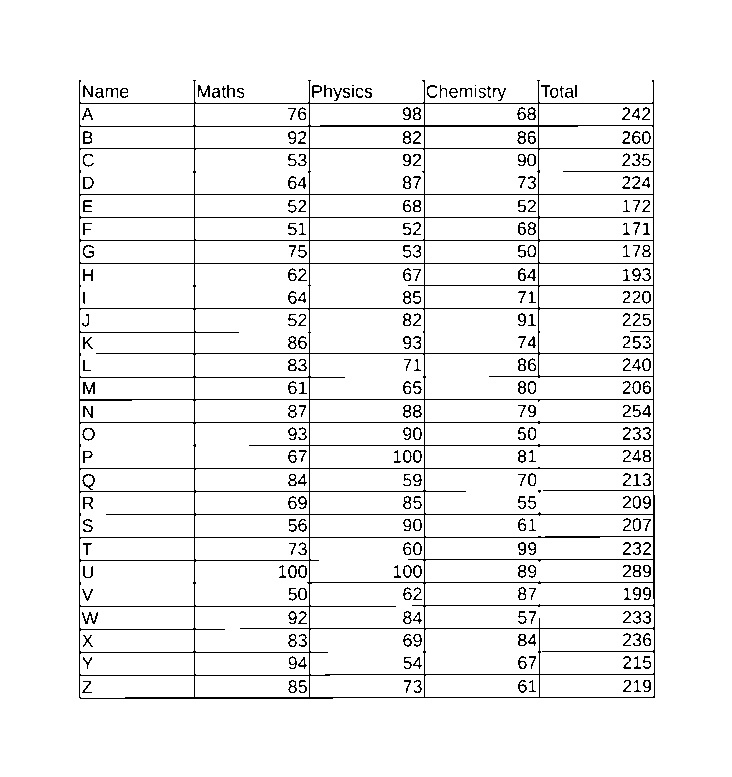 Name Maths Physics Chemistry Total
A 76 98 68 242
B 92 82 86 260
C 53 92 90 235
D 64 87 73 224
E 52 68 52 172
F 51 52 68 171
G 75 53 50 178
H 62 67 64 193
I 64 85 71 220
J 52 82 91 225
K 86 93 74 253
L 83 71 86 240
M 61 65 80 206
N 87 88 79 254
O 93 90 50 233
P 67 100 81 248
Q 84 59 70 213
R 69 85 55 209
S 56 90 61 207
T 73 60 99 232
U 100 100 89 289
V 50 62 87 199
W 92 84 57 233
X 83 69 84 236
Y 94 54 67 215
Z 85 73 61 219